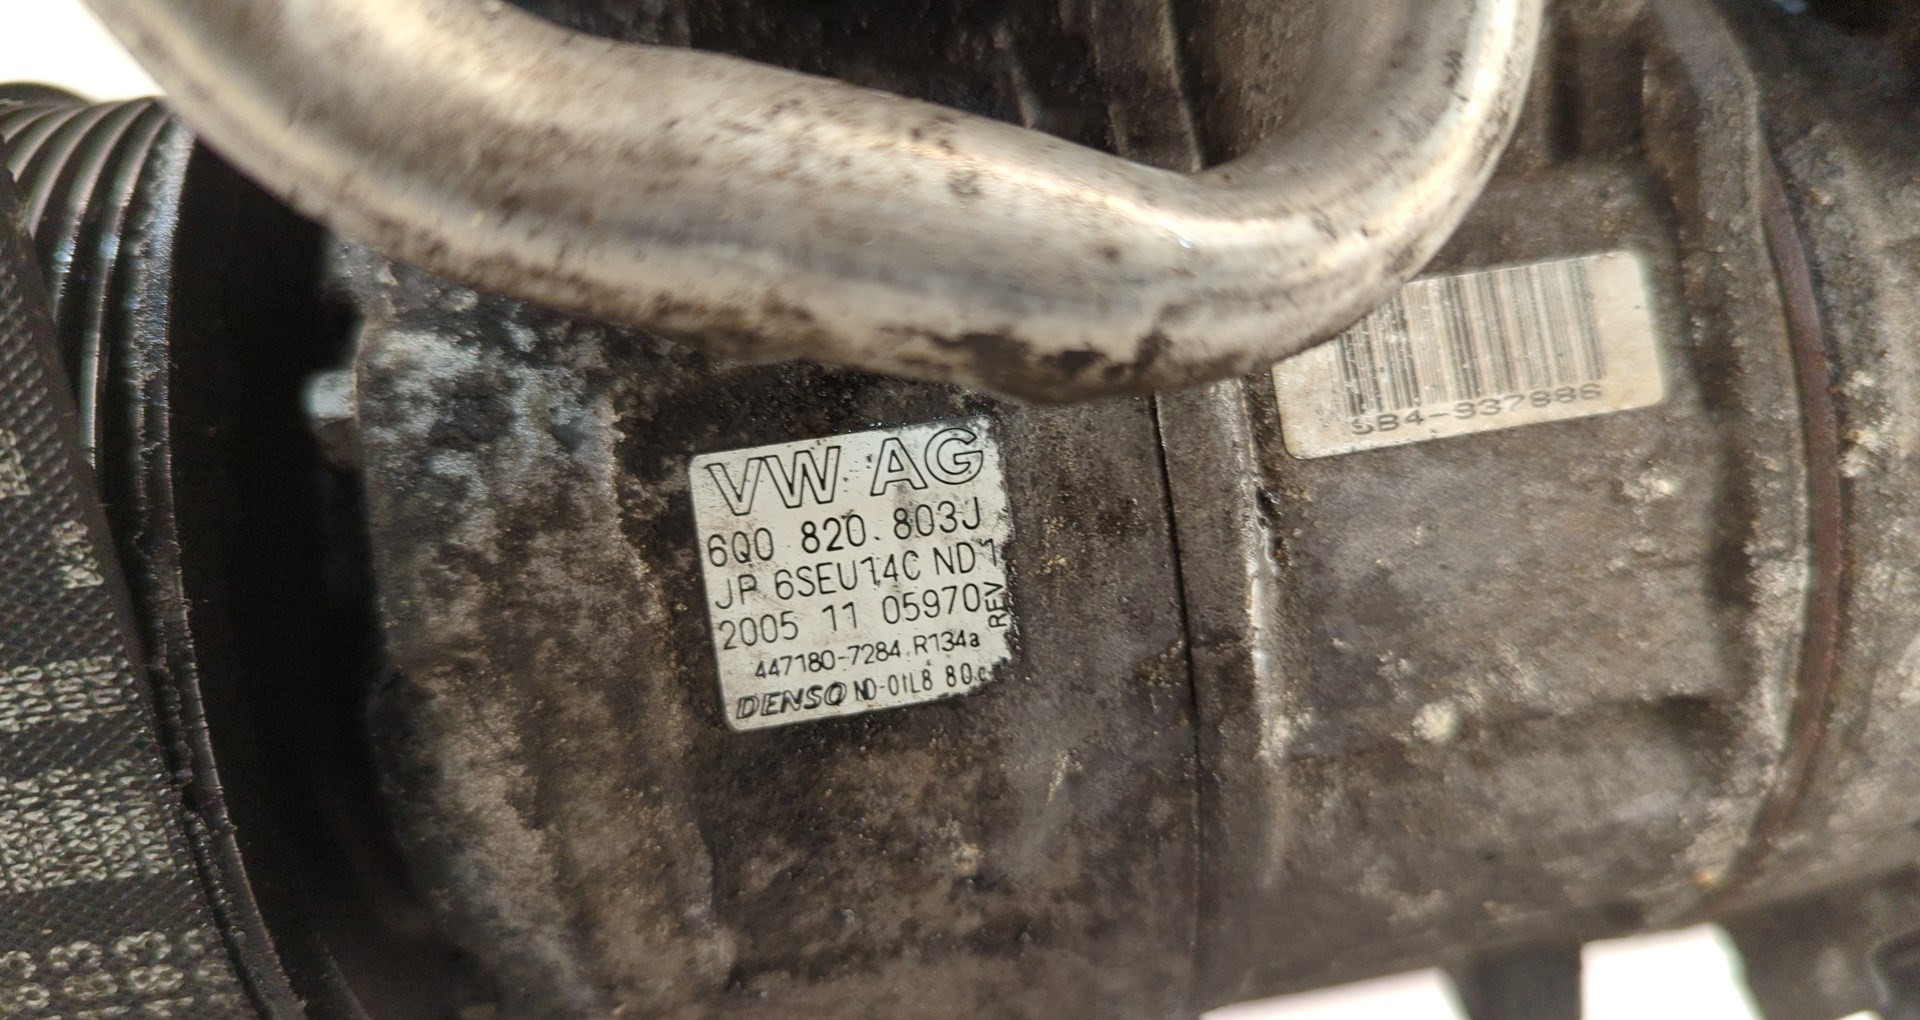 VW AG
6Q0 820 803J
JP 6SEU14C ND1
2005 11 05970
REV
447180-7284 R134a
DENSO ND-OIL8 80c
SB4-937886